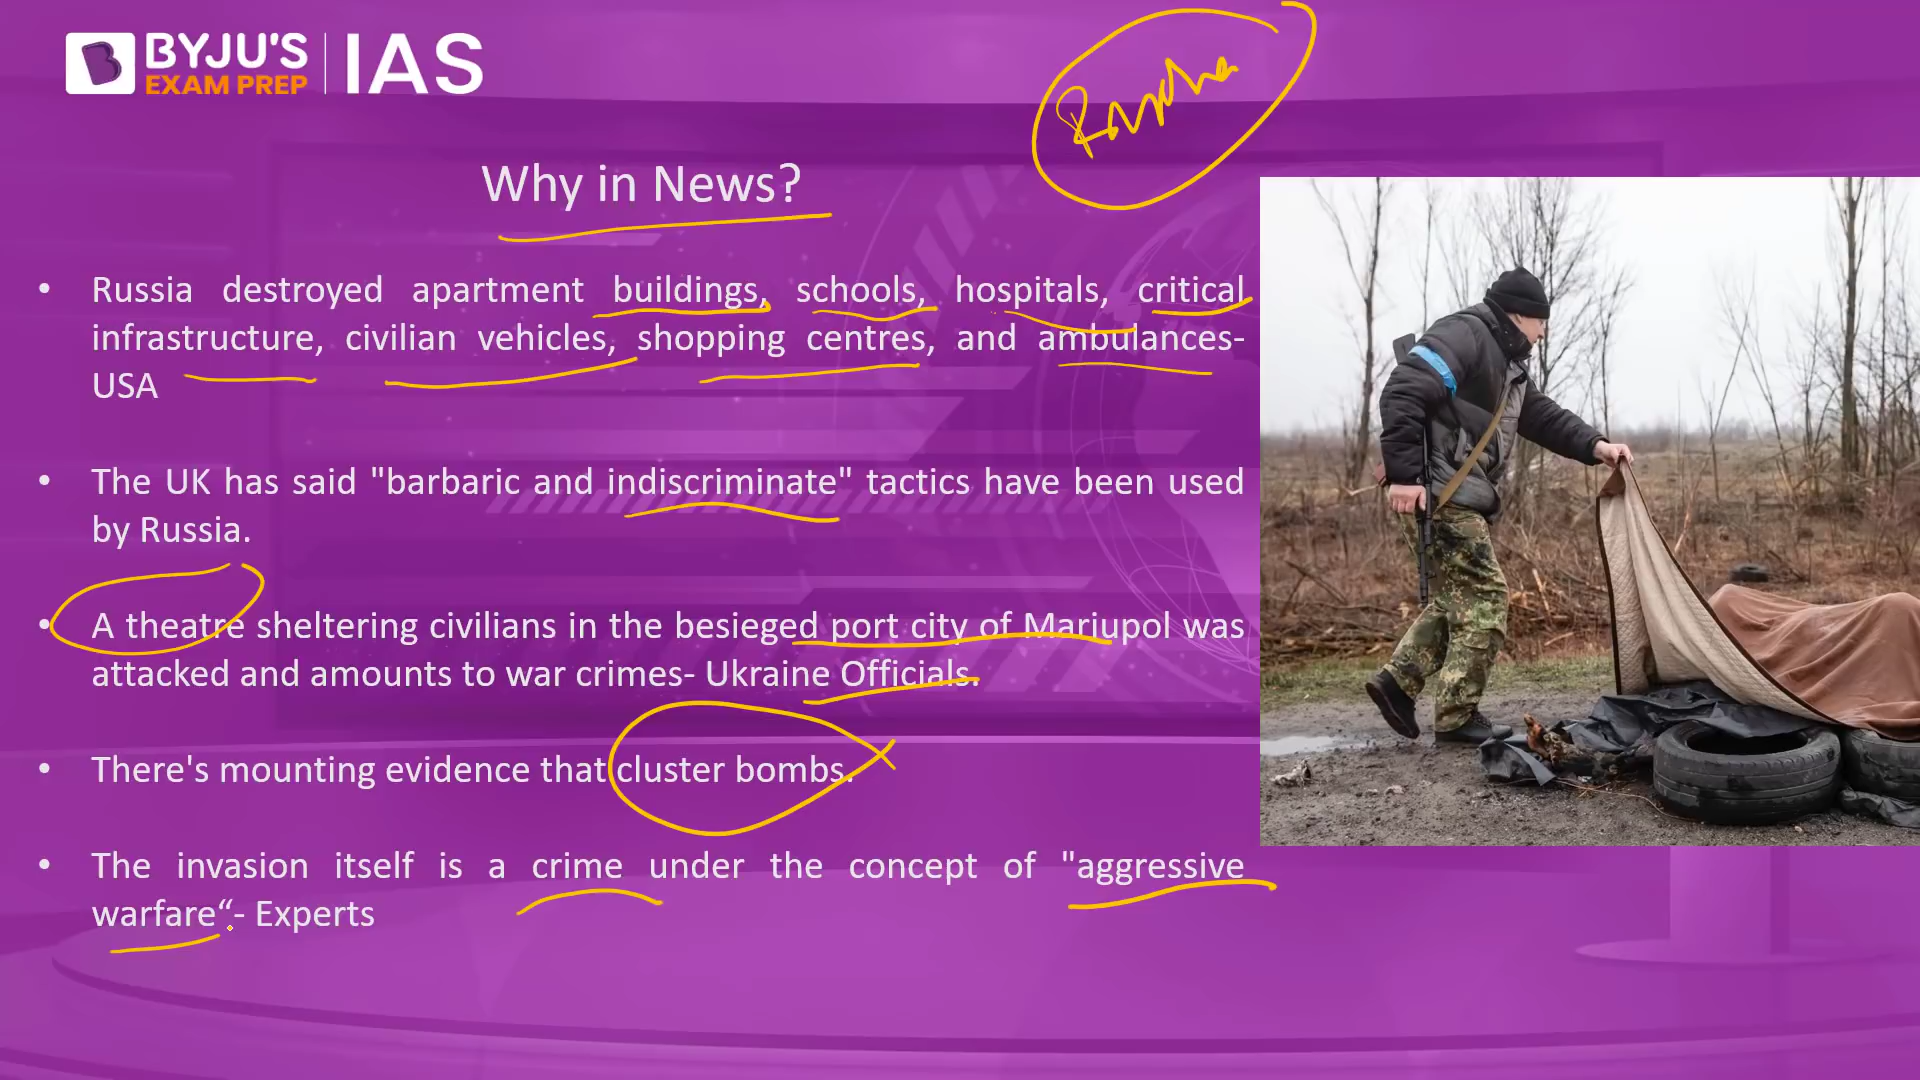 BYJU'S
EXAM PREP
IAS
Why in News?
• Russia destroyed apartment buildings, schools, hospitals, critical
infrastructure, civilian vehicles, shopping centres, and ambulances-
USA
• The UK has said "barbaric and indiscriminate" tactics have been used
by Russia.
• A theatre sheltering civilians in the besieged port city of Mariupol was
attacked and amounts to war crimes- Ukraine Officials.
• There's mounting evidence that cluster bombs.
• The invasion itself is a crime under the concept of "aggressive
warfare“- Experts